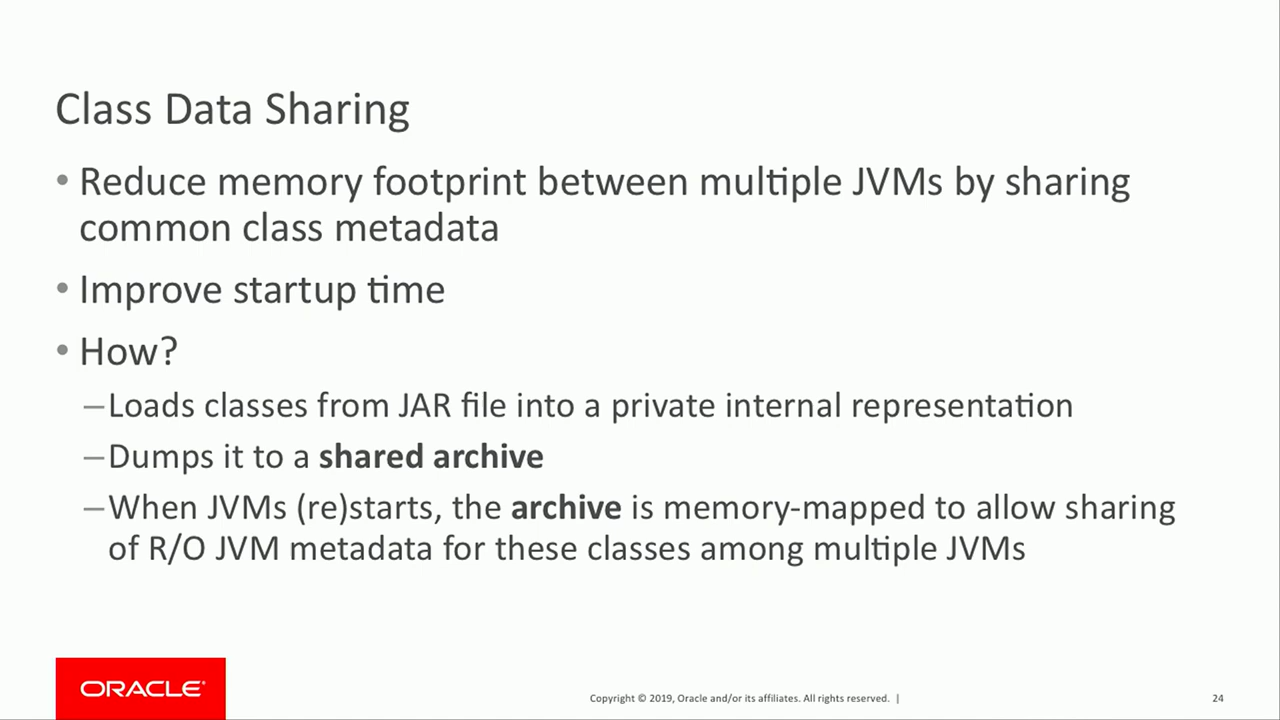 Class Data Sharing
• Reduce memory footprint between multiple JVMs by sharing
common class metadata
• Improve startup time
• How?
–Loads classes from JAR file into a private internal representation
–Dumps it to a shared archive
–When JVMs (re)starts, the archive is memory-mapped to allow sharing
of R/O JVM metadata for these classes among multiple JVMs
ORACLE®
Copyright © 2019, Oracle and/or its affiliates. All rights reserved. |
24